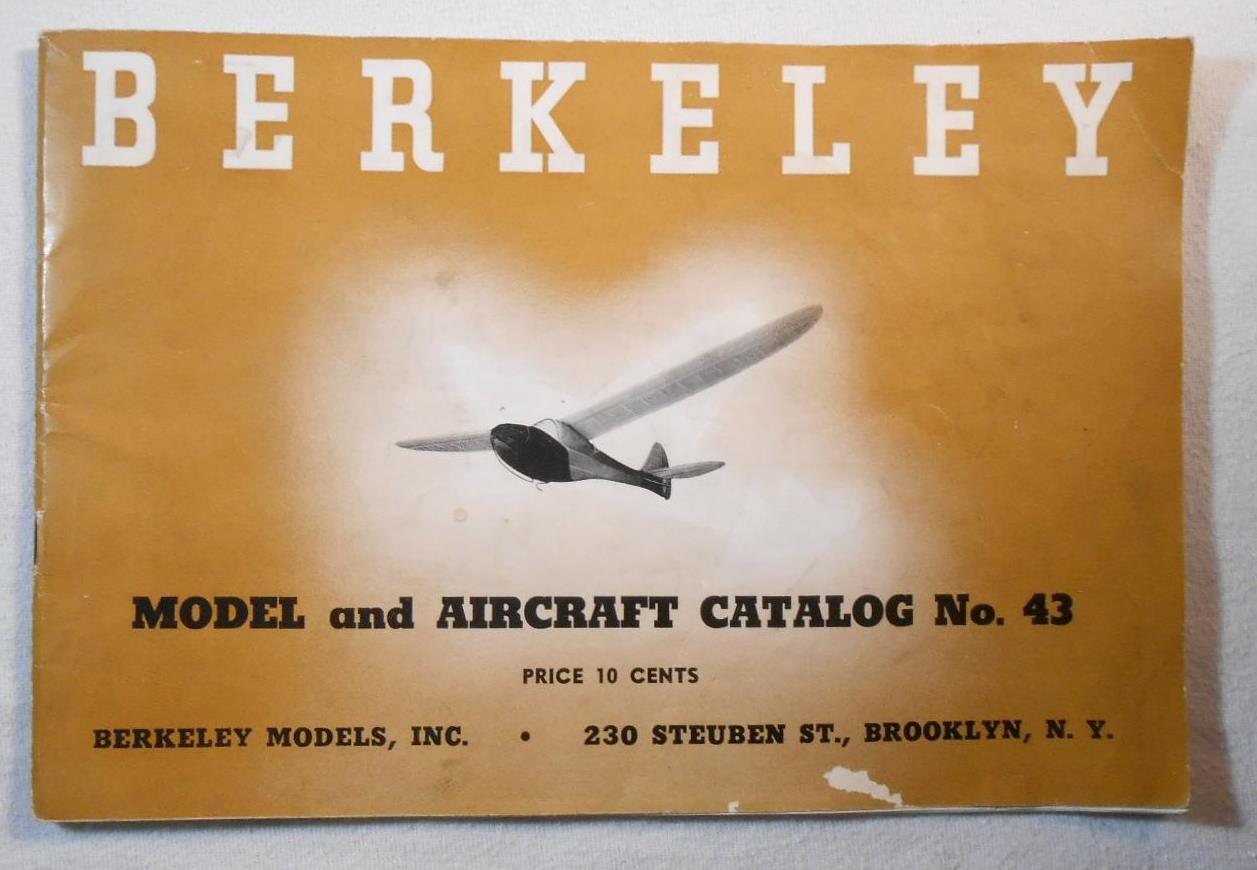 BERKELEY
MODEL and AIRCRAFT CATALOG No. 43
PRICE 10 CENTS
BERKELEY MODELS, INC. • 230 STEUBEN ST., BROOKLYN, N. Y.